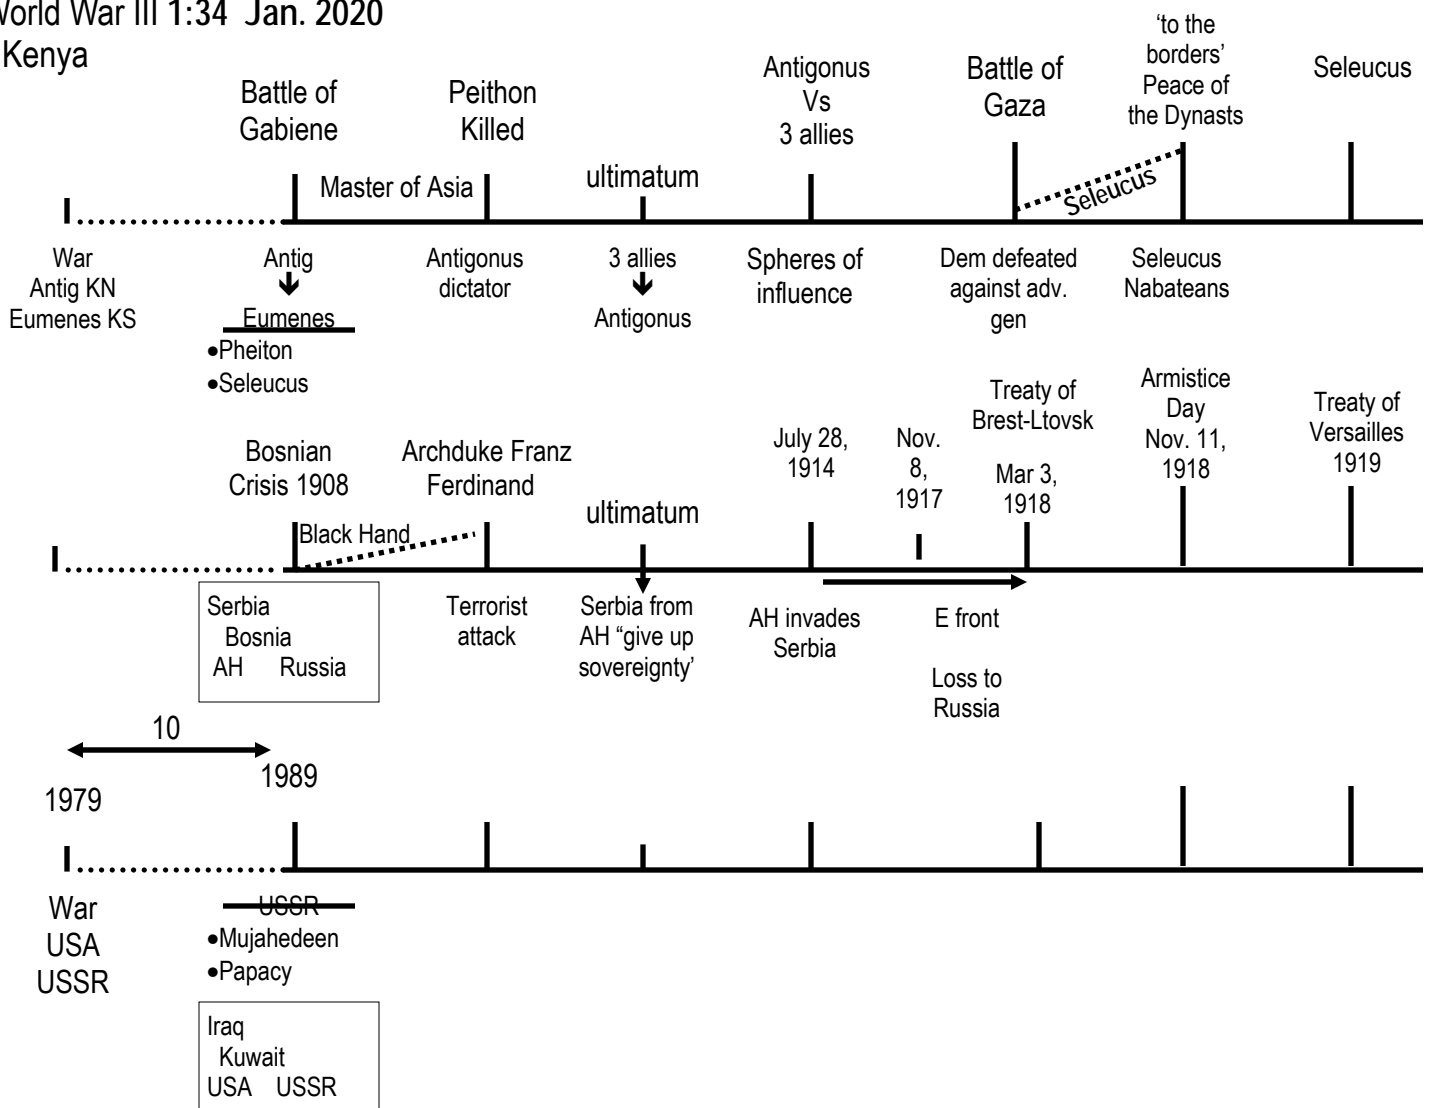 World War III 1:34 Jan. 2020
Kenya
Battle of
Gabiene
Peithon
Killed
Antigonus
Vs
3 allies
Battle of
Gaza
‘to the
borders’
Peace of
the Dynasts
Seleucus
Master of Asia
ultimatum
Seleucus
War
Antig KN
Eumenes KS
Antig
Eumenes
•Pheiton
•Seleucus
Antigonus
dictator
3 allies
Antigonus
Spheres of
influence
Dem defeated
against adv.
gen
Seleucus
Nabateans
Bosnian
Crisis 1908
Archduke Franz
Ferdinand
ultimatum
July 28,
1914
Nov.
8,
1917
Treaty of
Brest-Ltovsk
Mar 3,
1918
Armistice
Day
Nov. 11,
1918
Treaty of
Versailles
1919
Black Hand
Serbia
Bosnia
AH Russia
Terrorist
attack
Serbia from
AH “give up
sovereignty’
AH invades
Serbia
E front
Loss to
Russia
10
1979
1989
War
USA
USSR
USSR
•Mujahedeen
•Papacy
Iraq
Kuwait
USA USSR